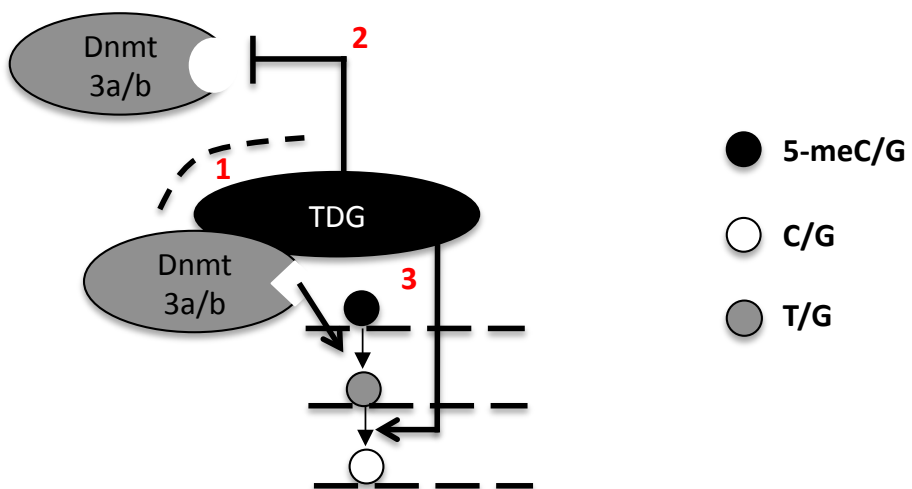 2
Dnmt
3a/b
1
TDG
Dnmt
3a/b
3
5-meC/G
C/G
T/G